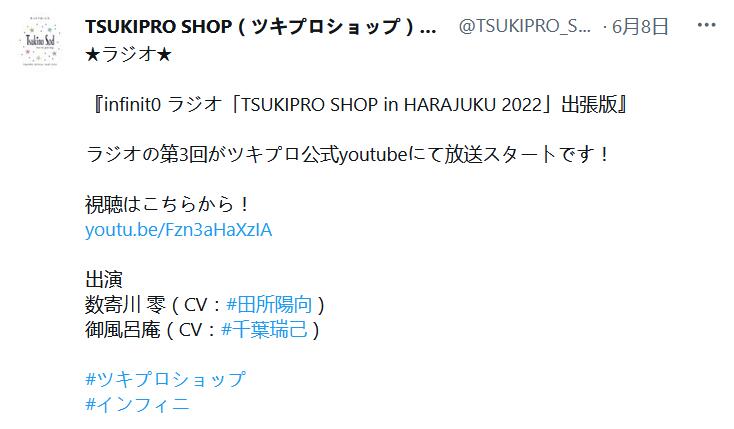 TSUKIPRO SHOP ( ツキプロショップ ) ... @TSUKIPRO_S... · 6月8日
★ラジオ★
『infinit0 ラジオ「TSUKIPRO SHOP in HARAJUKU 2022」出張版』
ラジオの第3回がツキプロ公式youtubeにて放送スタートです！
視聴はこちらから！
youtu.be/Fzn3aHaXzIA
出演
数寄川 零 ( CV：#田所陽向 )
御風呂庵 ( CV：#千葉瑞己 )
#ツキプロショップ
#インフィニ